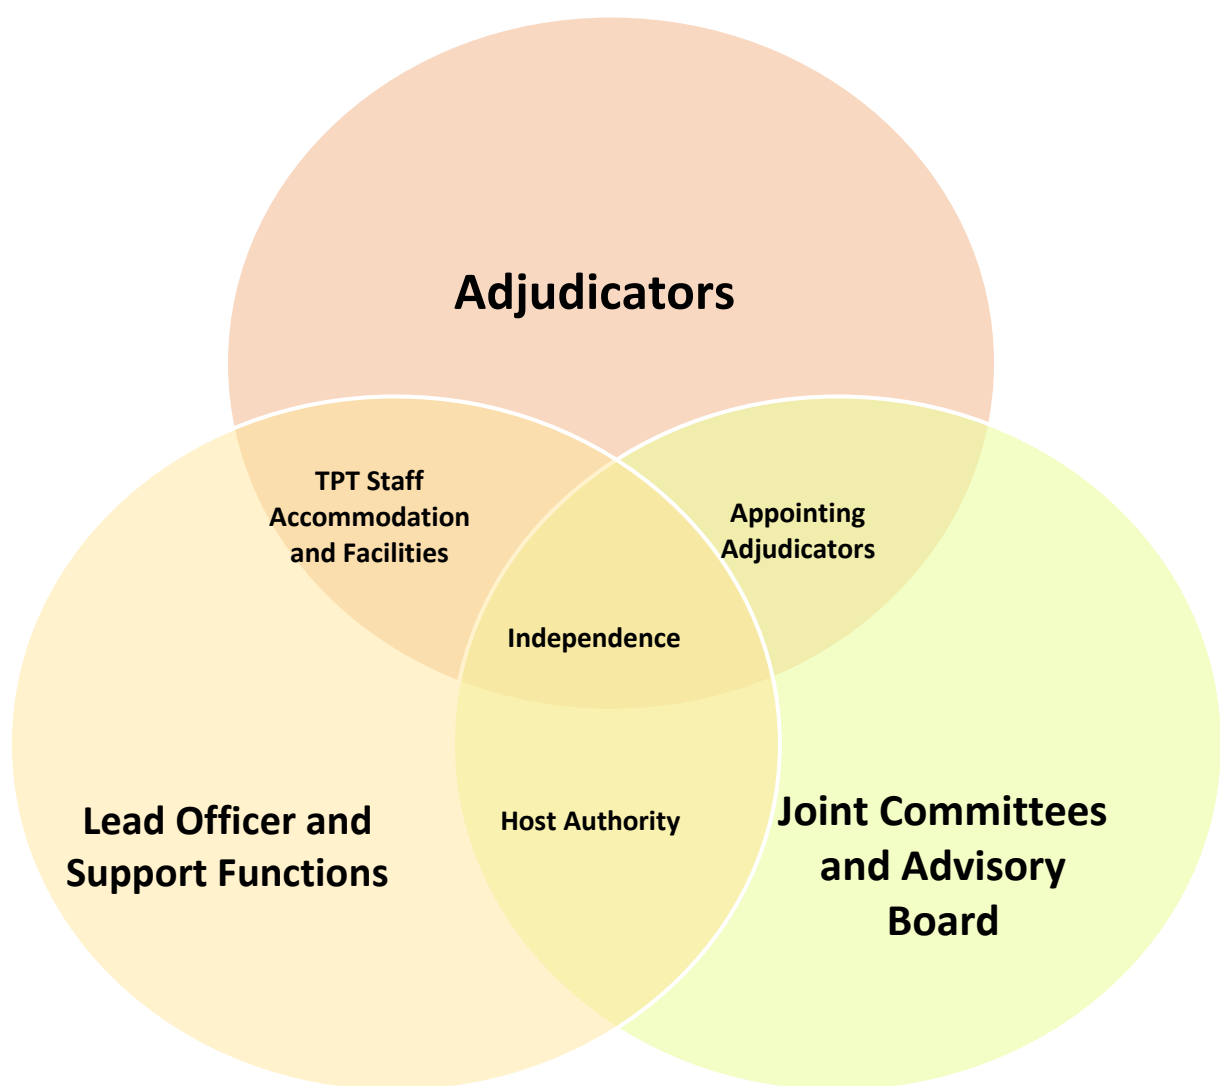 Adjudicators
TPT Staff
Accommodation
and Facilities
Appointing
Adjudicators
Independence
Lead Officer and
Support Functions
Host Authority
Joint Committees
and Advisory
Board